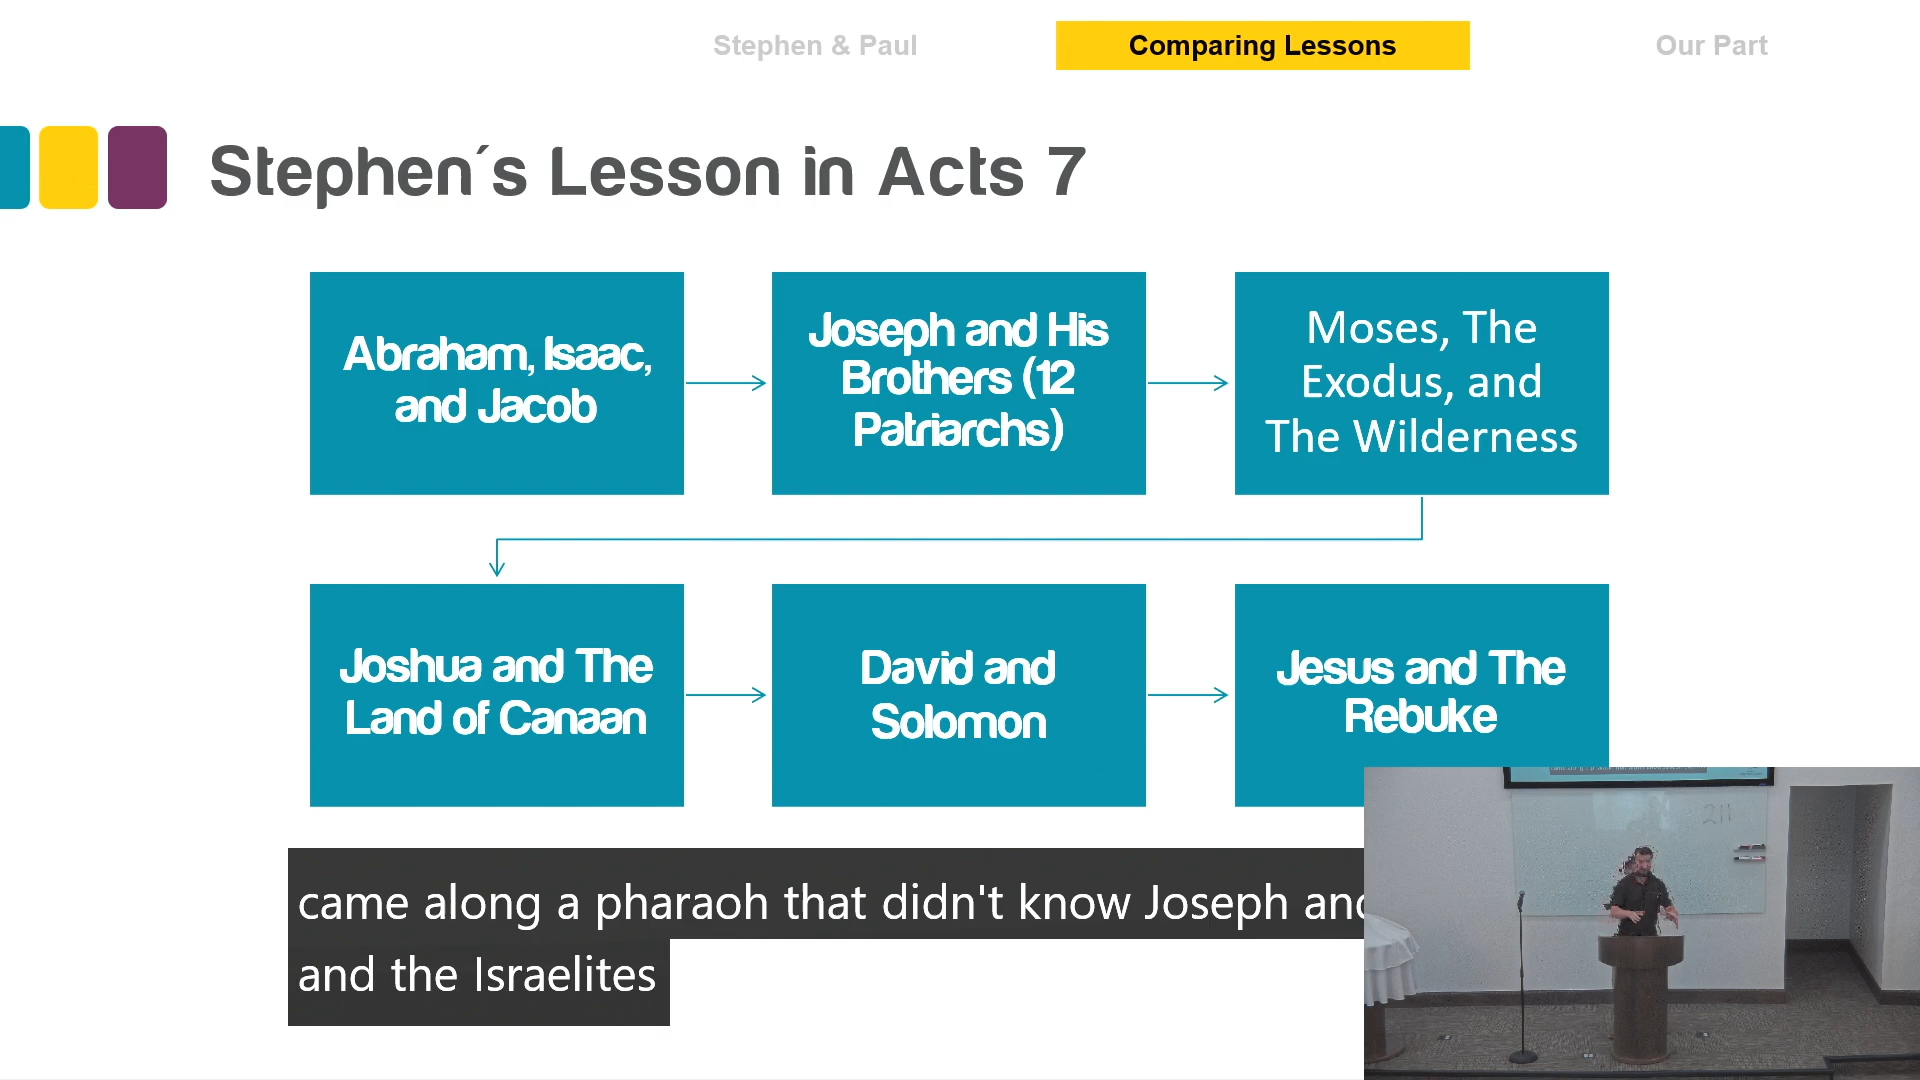 Stephen & Paul
Comparing Lessons
Our Part
Stephen´s Lesson in Acts 7
Abraham, Isaac,
and Jacob
Joseph and His
Brothers (12
Patriarchs)
Moses, The
Exodus, and
The Wilderness
Joshua and The
Land of Canaan
David and
Solomon
Jesus and The
Rebuke
came along a pharaoh that didn't know Joseph and
and the Israelites
211